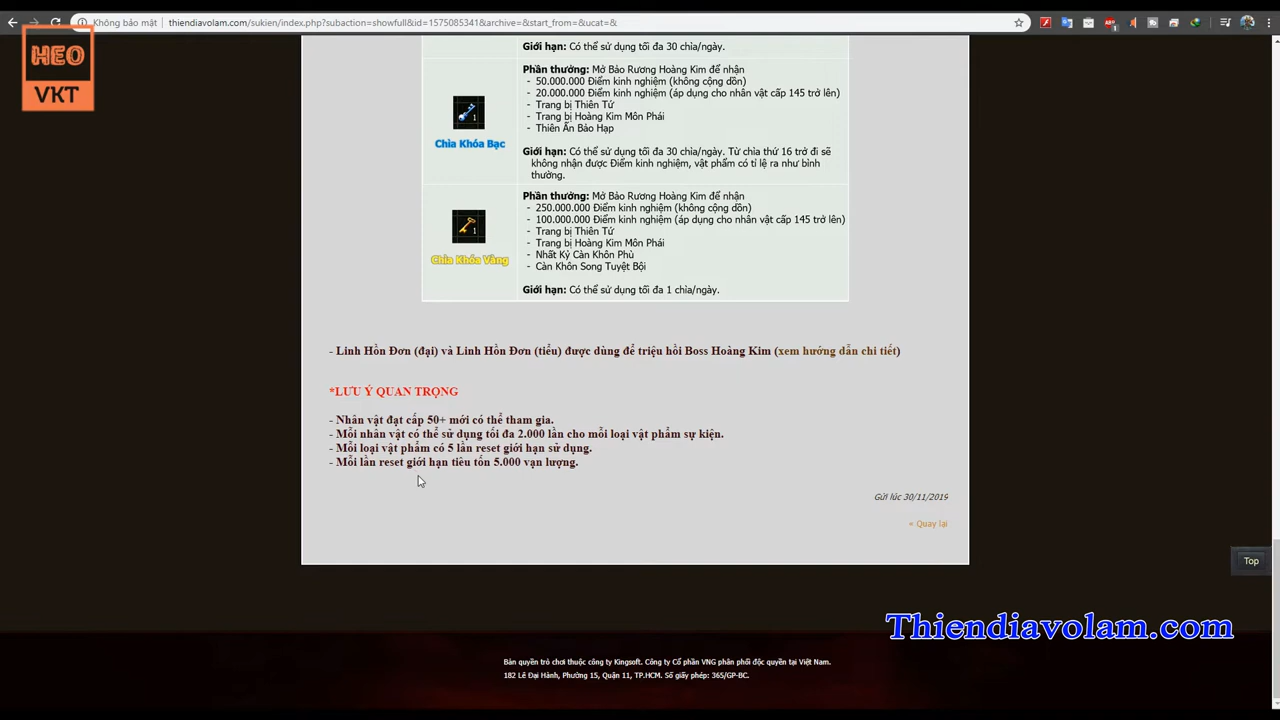 Không bảo mật
thiendiavolam.com/sukien/index.php?subaction=showfull&id=1575085341&archive=&start_from=&ucat=&
HEO
VKT
Giới hạn: Có thể sử dụng tối đa 30 chìa/ngày.
1
Chìa Khóa Bạc
Phần thưởng: Mở Bảo Rương Hoàng Kim để nhận
- 50.000.000 Điểm kinh nghiệm (không cộng dồn)
- 20.000.000 Điểm kinh nghiệm (áp dụng cho nhân vật cấp 145 trở lên)
- Trang bị Thiên Tứ
- Trang bị Hoàng Kim Môn Phái
- Thiên Ấn Bảo Hạp
Giới hạn: Có thể sử dụng tối đa 30 chìa/ngày. Từ chìa thứ 16 trở đi sẽ
không nhận được Điểm kinh nghiệm, vật phẩm có tỉ lệ ra như bình
thường.
1
Chìa Khóa Vàng
Phần thưởng: Mở Bảo Rương Hoàng Kim để nhận
- 250.000.000 Điểm kinh nghiệm (không cộng dồn)
- 100.000.000 Điểm kinh nghiệm (áp dụng cho nhân vật cấp 145 trở lên)
- Trang bị Thiên Tứ
- Trang bị Hoàng Kim Môn Phái
- Nhất Kỷ Càn Khôn Phù
- Càn Khôn Song Tuyệt Bội
Giới hạn: Có thể sử dụng tối đa 1 chìa/ngày.
- Linh Hồn Đơn (đại) và Linh Hồn Đơn (tiểu) được dùng để triệu hồi Boss Hoàng Kim (xem hướng dẫn chi tiết)
*LƯU Ý QUAN TRỌNG
- Nhân vật đạt cấp 50+ mới có thể tham gia.
- Mỗi nhân vật có thể sử dụng tối đa 2.000 lần cho mỗi loại vật phẩm sự kiện.
- Mỗi loại vật phẩm có 5 lần reset giới hạn sử dụng.
- Mỗi lần reset giới hạn tiêu tốn 5.000 vạn lượng.
Gửi lúc 30/11/2019
« Quay lại
Top
Thiendiavolam.com
Bản quyền trò chơi thuộc công ty Kingsoft. Công ty Cổ phần VNG phân phối độc quyền tại Việt Nam.
182 Lê Đại Hành, Phường 15, Quận 11, TP.HCM. Số giấy phép: 365/GP-BC.